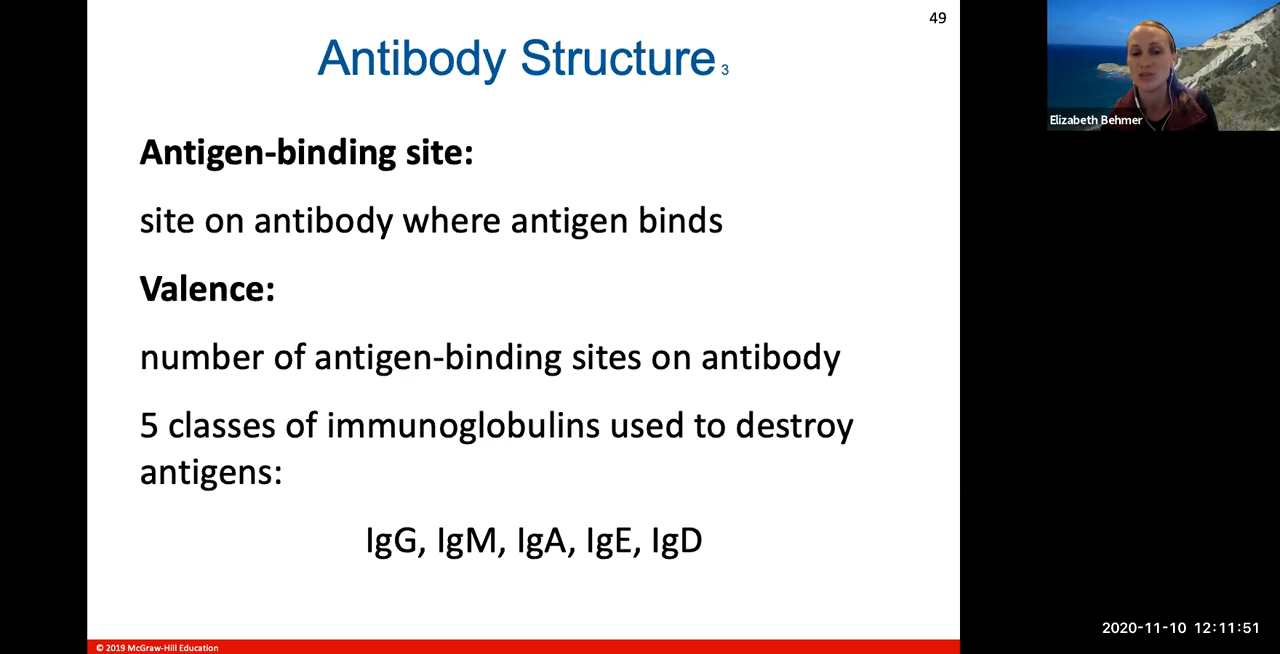 49
Antibody Structure 3
Elizabeth Behmer
Antigen-binding site:
site on antibody where antigen binds
Valence:
number of antigen-binding sites on antibody
5 classes of immunoglobulins used to destroy
antigens:
IgG, IgM, IgA, IgE, IgD
2020-11-10 12:11:51
© 2019 McGraw-Hill Education